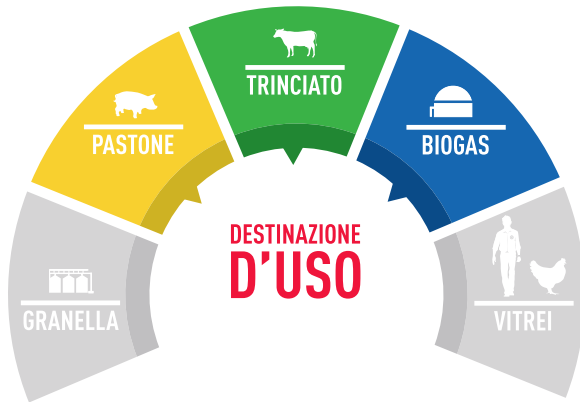 GRANELLA
PASTONE
TRINCIATO
BIOGAS
VITREI
DESTINAZIONE
D'USO